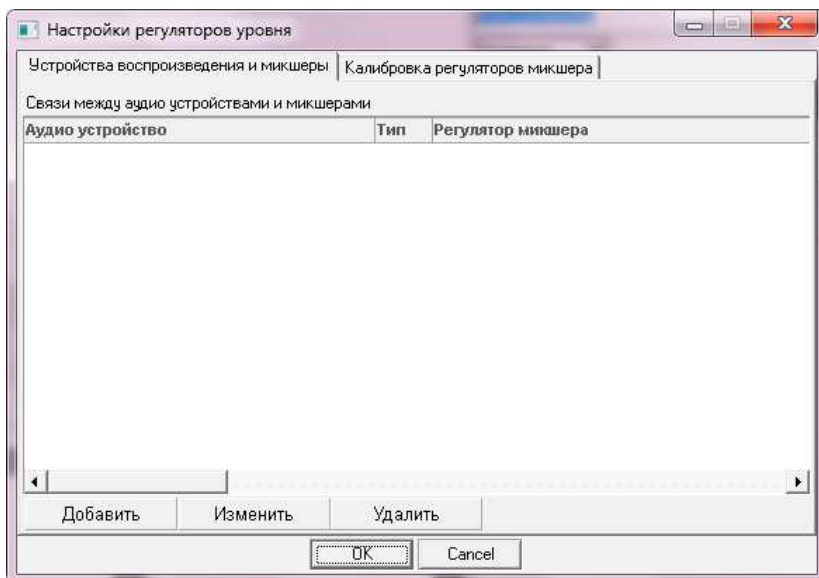 Настройки регуляторов уровня
Устройства воспроизведения и микшеры Калибровка регуляторов микшера
Связи между аудио устройствами и микшерами
Аудио устройство Тип Регулятор микшера
Добавить Изменить Удалить
OK Cancel